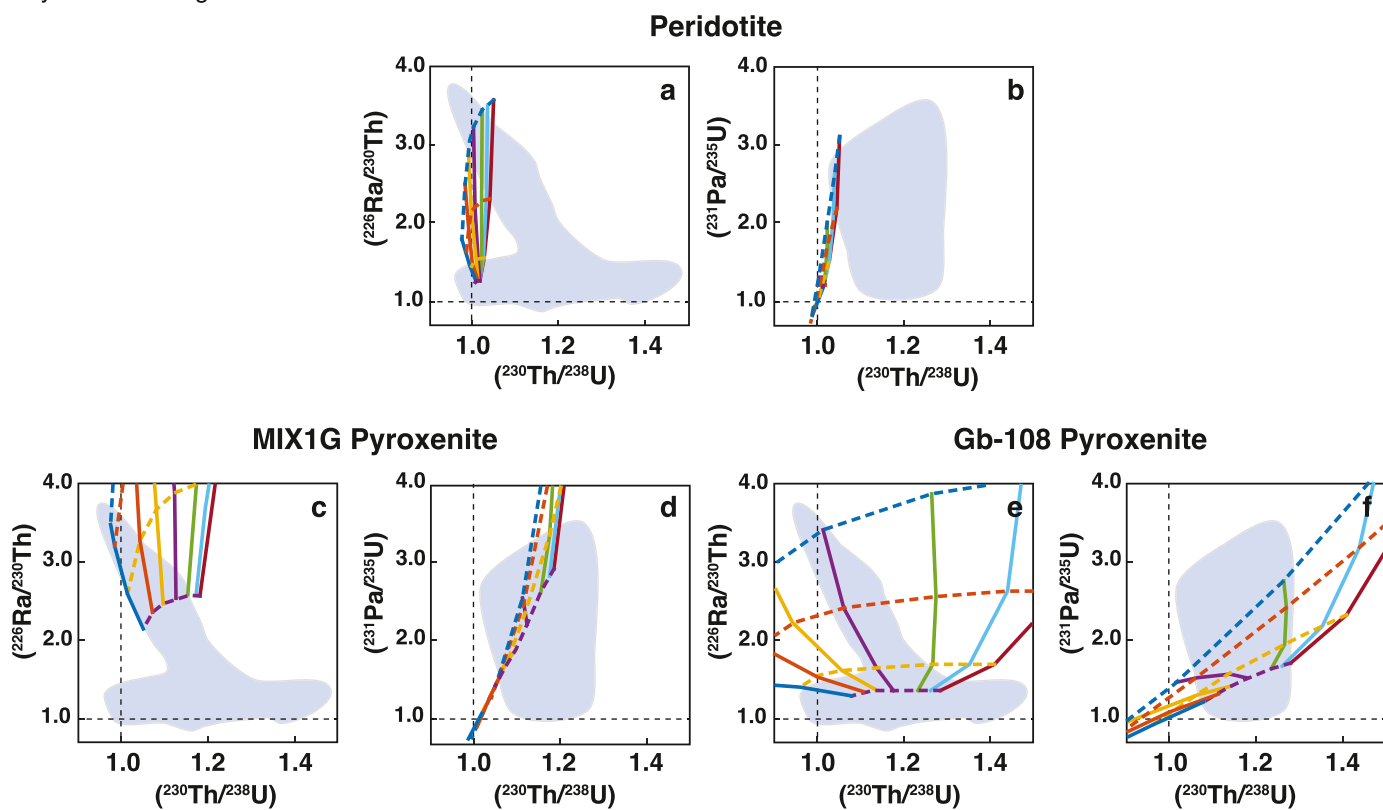 Peridotite
4.0
3.0
2.0
1.0
1.0 1.2 1.4
(²²⁶Ra/²³⁰Th)
(²³⁰Th/²³⁸U)
a
4.0
3.0
2.0
1.0
1.0 1.2 1.4
(²³¹Pa/²³⁵U)
(²³⁰Th/²³⁸U)
b
MIX1G Pyroxenite
4.0
3.0
2.0
1.0
1.0 1.2 1.4
(²²⁶Ra/²³⁰Th)
(²³⁰Th/²³⁸U)
c
4.0
3.0
2.0
1.0
1.0 1.2 1.4
(²³¹Pa/²³⁵U)
(²³⁰Th/²³⁸U)
d
Gb-108 Pyroxenite
4.0
3.0
2.0
1.0
1.0 1.2 1.4
(²²⁶Ra/²³⁰Th)
(²³⁰Th/²³⁸U)
e
4.0
3.0
2.0
1.0
1.0 1.2 1.4
(²³¹Pa/²³⁵U)
(²³⁰Th/²³⁸U)
f